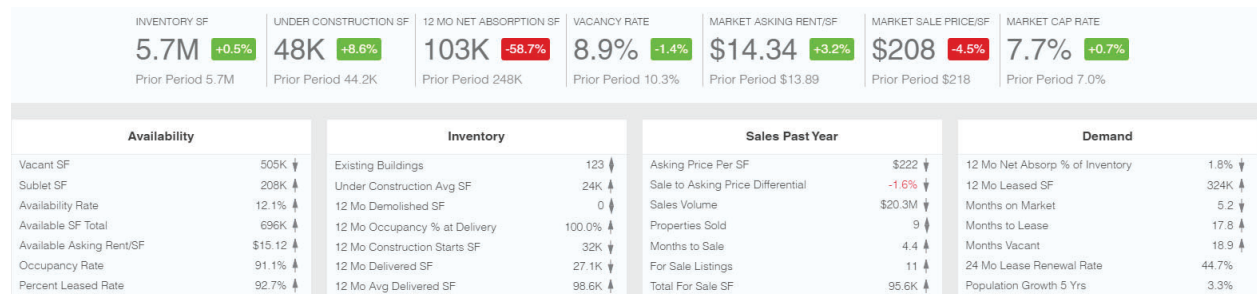 INVENTORY SF
5.7M +0.5%
Prior Period 5.7M
UNDER CONSTRUCTION SF
48K +8.6%
Prior Period 44.2K
12 MO NET ABSORPTION SF
103K -58.7%
Prior Period 248K
VACANCY RATE
8.9% -1.4%
Prior Period 10.3%
MARKET ASKING RENT/SF
$14.34 +3.2%
Prior Period $13.89
MARKET SALE PRICE/SF
$208 -4.5%
Prior Period $218
MARKET CAP RATE
7.7% +0.7%
Prior Period 7.0%
Availability
Vacant SF 505K
Sublet SF 208K
Availability Rate 12.1%
Available SF Total 696K
Available Asking Rent/SF $15.12
Occupancy Rate 91.1%
Percent Leased Rate 92.7%
Inventory
Existing Buildings 123
Under Construction Avg SF 24K
12 Mo Demolished SF 0
12 Mo Occupancy % at Delivery 100.0%
12 Mo Construction Starts SF 32K
12 Mo Delivered SF 27.1K
12 Mo Avg Delivered SF 98.6K
Sales Past Year
Asking Price Per SF $222
Sale to Asking Price Differential -1.6%
Sales Volume $20.3M
Properties Sold 9
Months to Sale 4.4
For Sale Listings 11
Total For Sale SF 95.6K
Demand
12 Mo Net Absorp % of Inventory 1.8%
12 Mo Leased SF 324K
Months on Market 5.2
Months to Lease 17.8
Months Vacant 18.9
24 Mo Lease Renewal Rate 44.7%
Population Growth 5 Yrs 3.3%